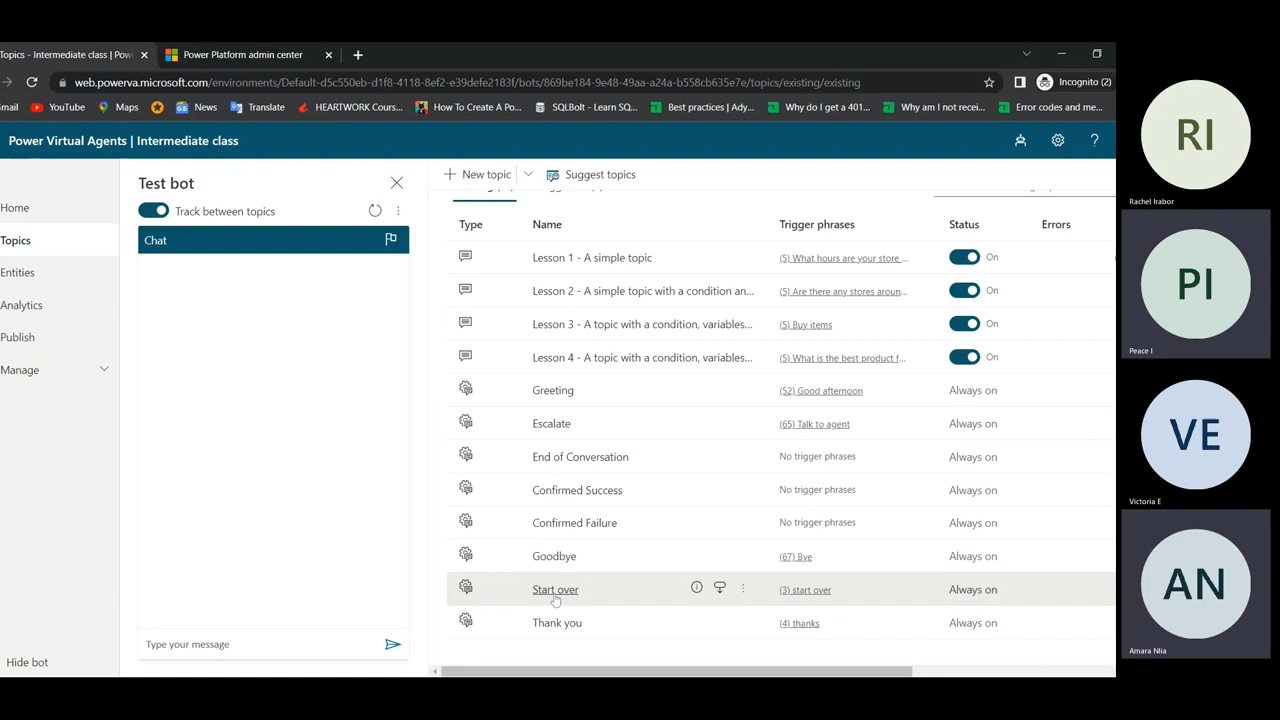 Topics - Intermediate class | Pow
Power Platform admin center
web.powerva.microsoft.com/environments/Default-d5c550eb-d1f8-4118-8ef2-e39defe2183f/bots/869be184-9e48-49aa-a24a-b558cb635e7e/topics/existing/existing
Incognito (2)
mail
YouTube
Maps
News
Translate
HEARTWORK Cours...
How To Create A Po...
SQLBolt - Learn SQ...
Best practices | Ady...
Why do I get a 401...
Why am I not recei...
Error codes and me...
Power Virtual Agents | Intermediate class
?
Home
Topics
Entities
Analytics
Publish
Manage
Hide bot
Test bot
Track between topics
Chat
Type your message
New topic
Suggest topics
Type Name Trigger phrases Status Errors
Lesson 1 - A simple topic (5) What hours are your store ... On
Lesson 2 - A simple topic with a condition an... (5) Are there any stores aroun... On
Lesson 3 - A topic with a condition, variables... (5) Buy items On
Lesson 4 - A topic with a condition, variables... (5) What is the best product f... On
Greeting (52) Good afternoon Always on
Escalate (65) Talk to agent Always on
End of Conversation No trigger phrases Always on
Confirmed Success No trigger phrases Always on
Confirmed Failure No trigger phrases Always on
Goodbye (67) Bye Always on
Start over (3) start over Always on
Thank you (4) thanks Always on
RI
Rachel Irabor
PI
Peace I
VE
Victoria E
AN
Amara Nlia